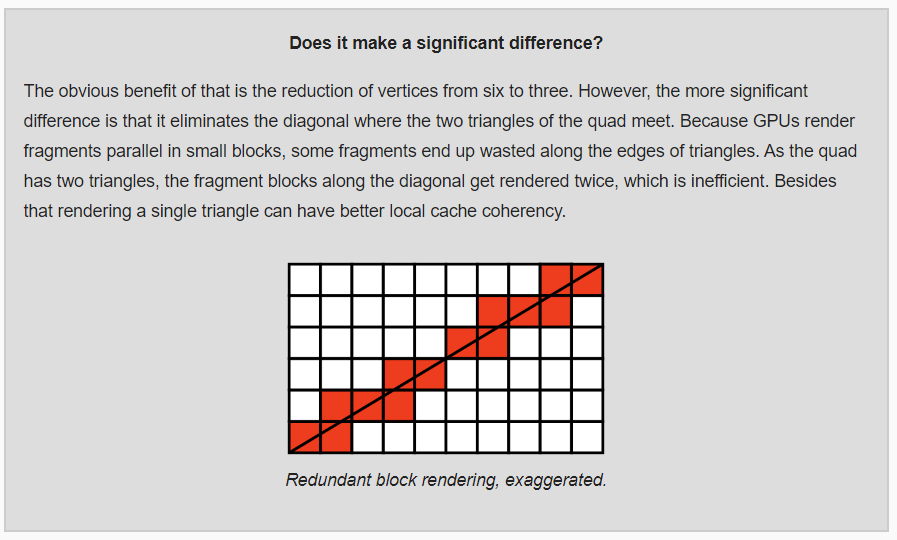 Does it make a significant difference?
The obvious benefit of that is the reduction of vertices from six to three. However, the more significant
difference is that it eliminates the diagonal where the two triangles of the quad meet. Because GPUs render
fragments parallel in small blocks, some fragments end up wasted along the edges of triangles. As the quad
has two triangles, the fragment blocks along the diagonal get rendered twice, which is inefficient. Besides
that rendering a single triangle can have better local cache coherency.
Redundant block rendering, exaggerated.